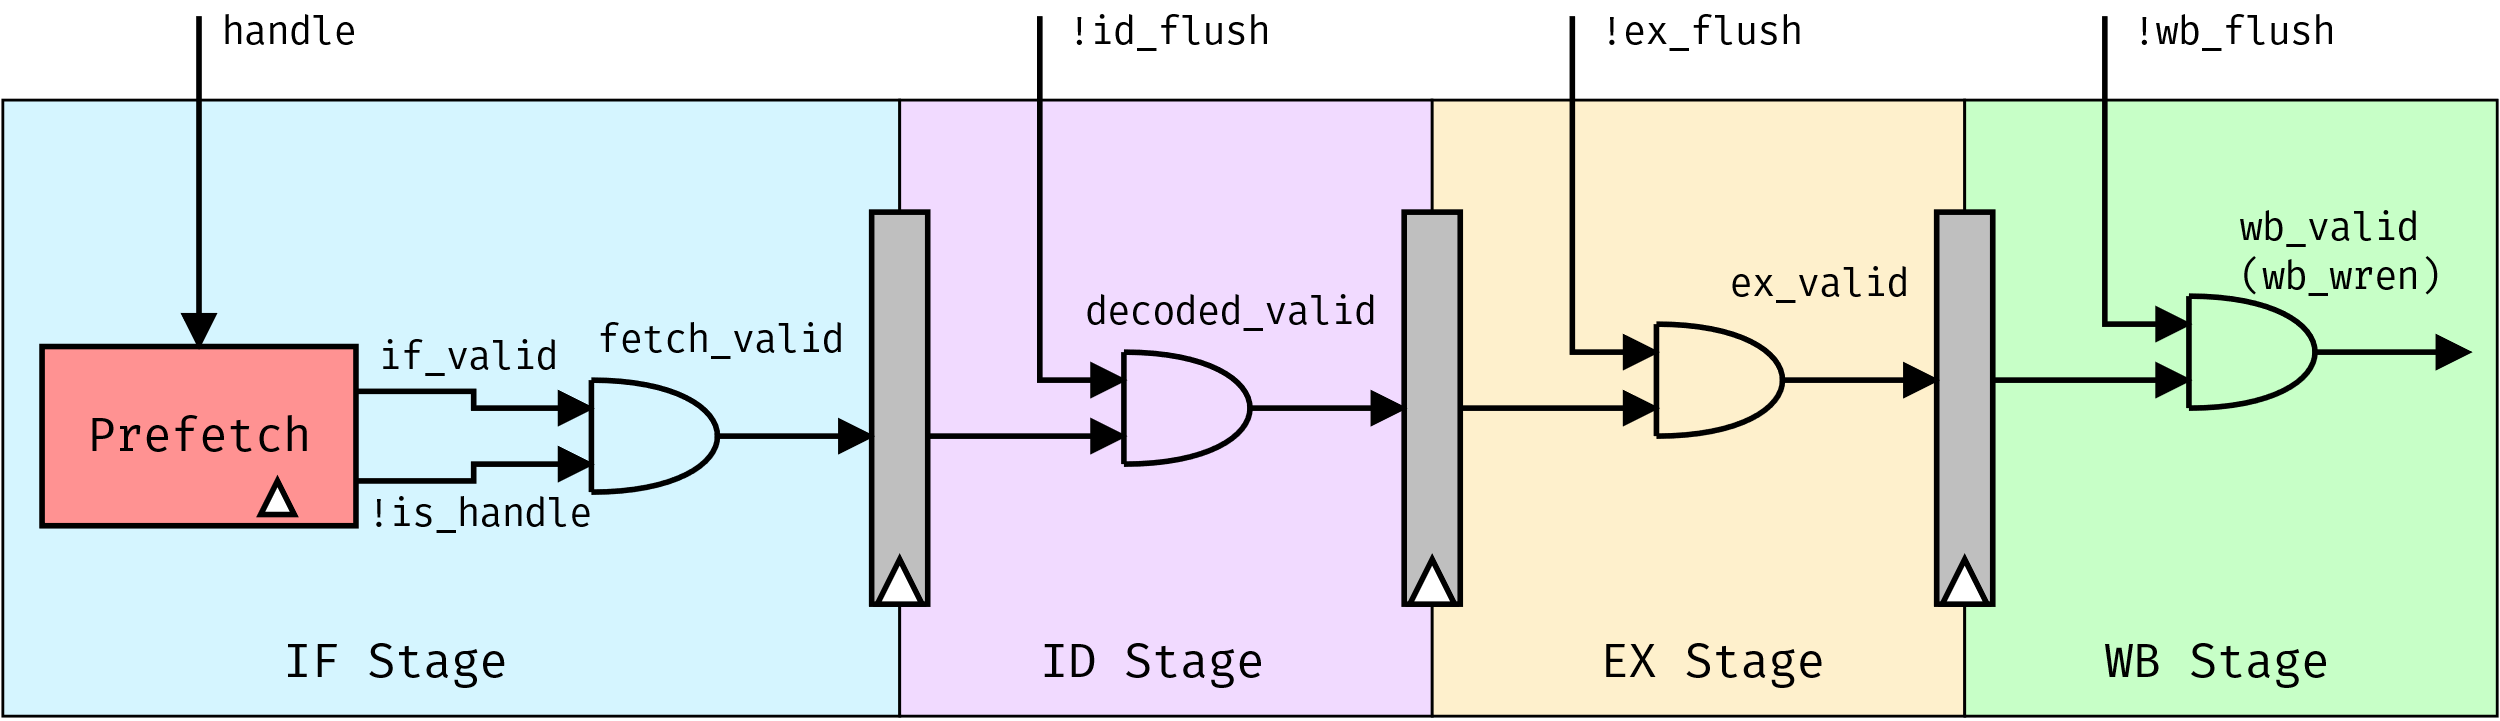 handle
!id_flush
!ex_flush
!wb_flush
wb_valid
(wb_wren)
ex_valid
decoded_valid
fetch_valid
if_valid
Prefetch
!is_handle
IF Stage
ID Stage
EX Stage
WB Stage